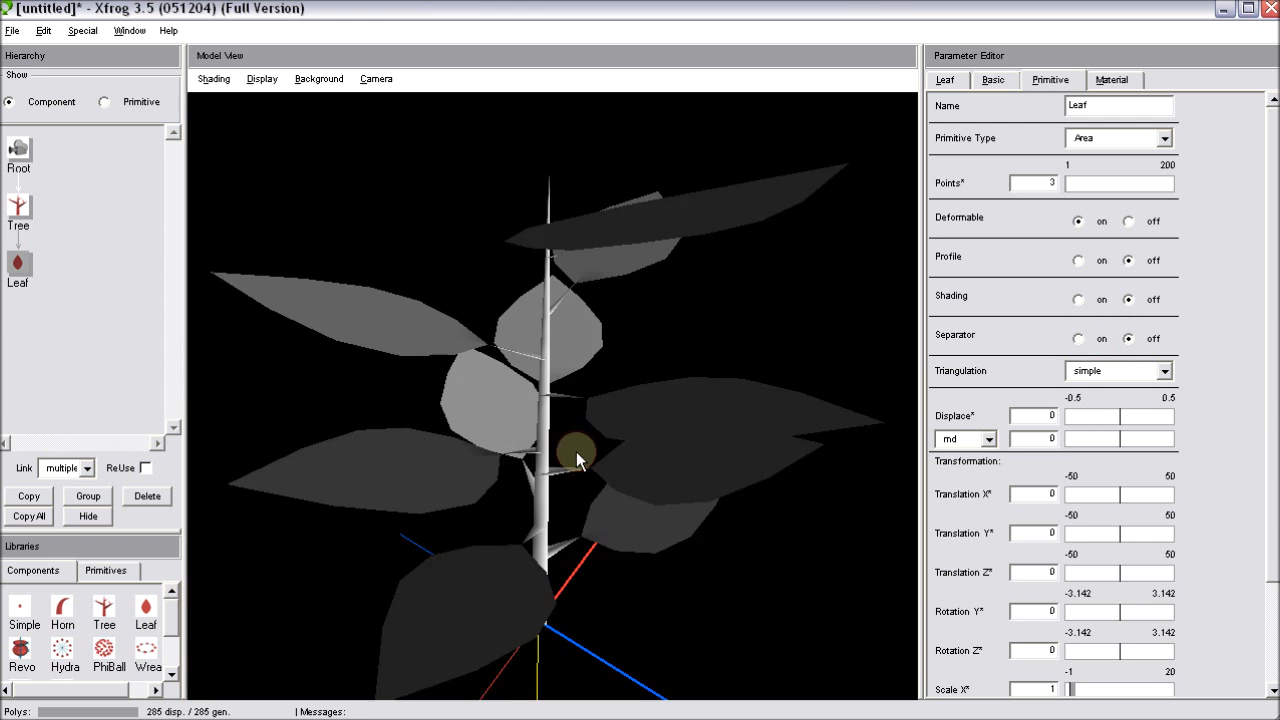 [untitled]* - Xfrog 3.5 (051204) (Full Version)
File Edit Special Window Help
Hierarchy
Show
Component Primitive
Root
Tree
Leaf
Link multiple ReUse
Copy Group Delete
CopyAll Hide
Libraries
Components Primitives
Simple Horn Tree Leaf
Revo Hydra PhiBall Wrea
Model View
Shading Display Background Camera
Parameter Editor
Leaf Basic Primitive Material
Name Leaf
Primitive Type Area
1 200
Points* 3
Deformable on off
Profile on off
Shading on off
Separator on off
Triangulation simple
-0.5 0.5
Displace* 0
rnd 0
Transformation:
-50 50
Translation X* 0
-50 50
Translation Y* 0
-50 50
Translation Z* 0
-3.142 3.142
Rotation Y* 0
-3.142 3.142
Rotation Z* 0
-1 20
Scale X* 1
Polys: 285 disp. / 285 gen. | Messages: